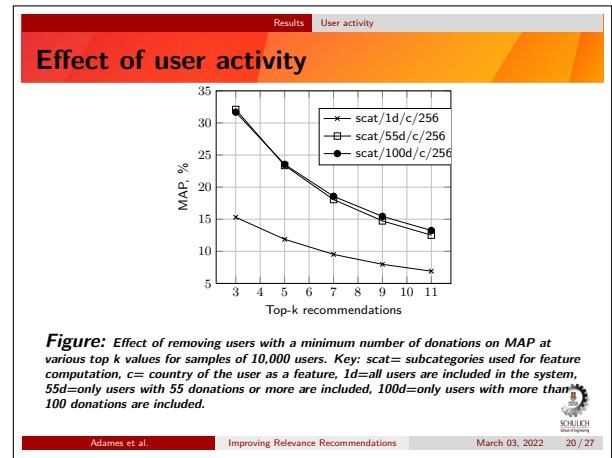 Results User activity
Effect of user activity
35
30
25
20
15
10
5
MAP, %
scat/1d/c/256
scat/55d/c/256
scat/100d/c/256
3 4 5 6 7 8 9 10 11
Top-k recommendations
Figure: Effect of removing users with a minimum number of donations on MAP at
various top k values for samples of 10,000 users. Key: scat= subcategories used for feature
computation, c= country of the user as a feature, 1d=all users are included in the system,
55d=only users with 55 donations or more are included, 100d=only users with more than
100 donations are included.
SCHULICH
School of Engineering
Adames et al. Improving Relevance Recommendations March 03, 2022 20 / 27